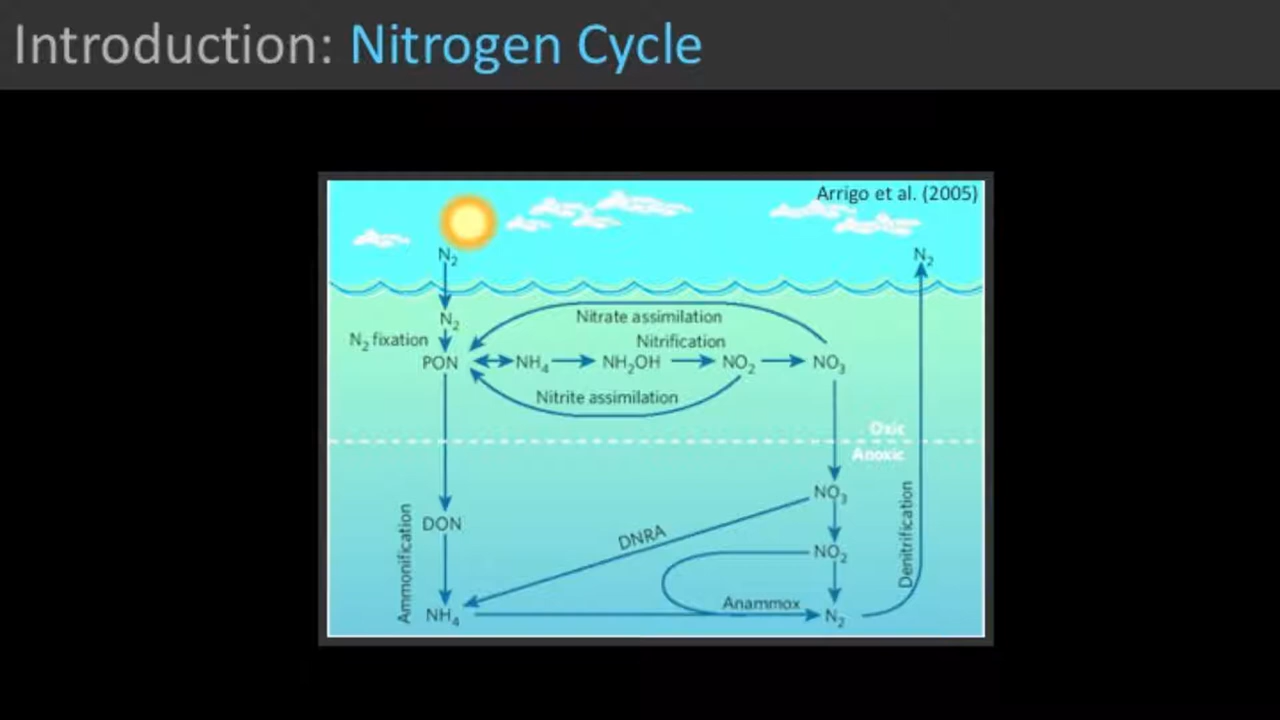 Introduction: Nitrogen Cycle
Arrigo et al. (2005)
N₂
N₂
N₂
Nitrate assimilation
N₂ fixation
Nitrification
PON
NH₄
NH₂OH
NO₂
NO₃
Nitrite assimilation
Oxic
Anoxic
NO₃
DON
DNRA
NO₂
Ammonification
Denitrification
Anammox
NH₄
N₂